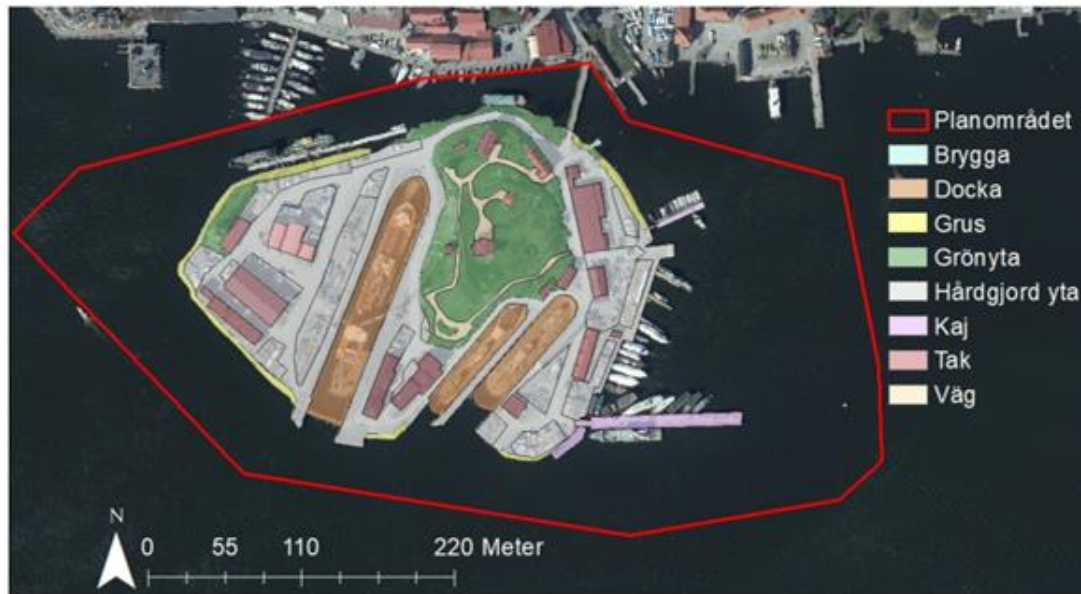 Planområdet
Brygga
Docka
Grus
Grönyta
Hårdgjord yta
Kaj
Tak
Väg
N
0 55 110 220 Meter